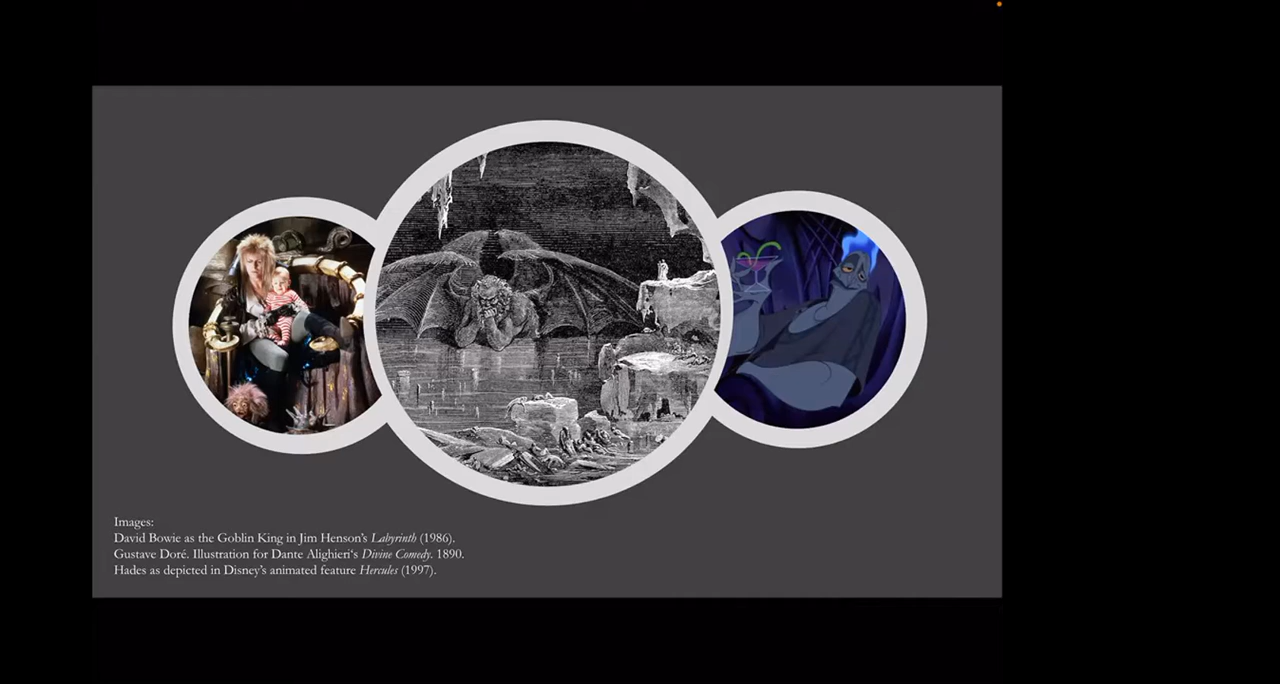 Images:
David Bowie as the Goblin King in Jim Henson's Labyrinth (1986).
Gustave Doré. Illustration for Dante Alighieri's Divine Comedy. 1890.
Hades as depicted in Disney's animated feature Hercules (1997).